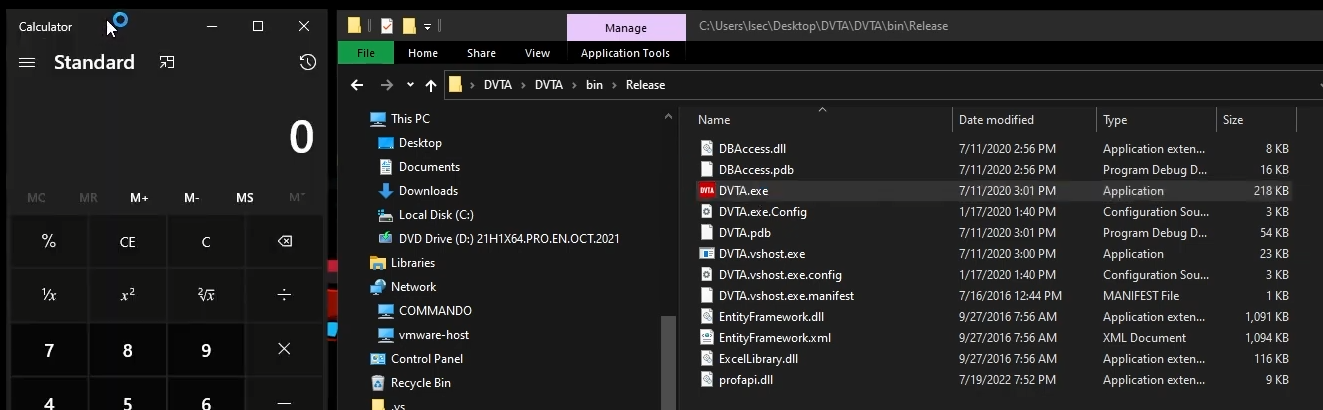 Calculator
Standard
0
MC MR M+ M- MS M˅
% CE C
¹/x x² ²√x ÷
7 8 9 ×
4 5 6 −
Manage
C:\Users\Isec\Desktop\DVTA\DVTA\bin\Release
File Home Share View Application Tools
DVTA > DVTA > bin > Release
This PC
Desktop
Documents
Downloads
Local Disk (C:)
DVD Drive (D:) 21H1X64.PRO.EN.OCT.2021
Libraries
Network
COMMANDO
vmware-host
Control Panel
Recycle Bin
.vs
Name Date modified Type Size
DBAccess.dll 7/11/2020 2:56 PM Application exten... 8 KB
DBAccess.pdb 7/11/2020 2:56 PM Program Debug D... 16 KB
DVTA DVTA.exe 7/11/2020 3:01 PM Application 218 KB
DVTA.exe.Config 1/17/2020 1:40 PM Configuration Sou... 3 KB
DVTA.pdb 7/11/2020 3:01 PM Program Debug D... 54 KB
DVTA.vshost.exe 7/11/2020 3:00 PM Application 23 KB
DVTA.vshost.exe.config 1/17/2020 1:40 PM Configuration Sou... 3 KB
DVTA.vshost.exe.manifest 7/16/2016 12:44 PM MANIFEST File 1 KB
EntityFramework.dll 9/27/2016 7:56 AM Application exten... 1,091 KB
EntityFramework.xml 9/27/2016 7:56 AM XML Document 1,094 KB
ExcelLibrary.dll 9/27/2016 7:56 AM Application exten... 116 KB
profapi.dll 7/19/2022 7:52 PM Application exten... 9 KB